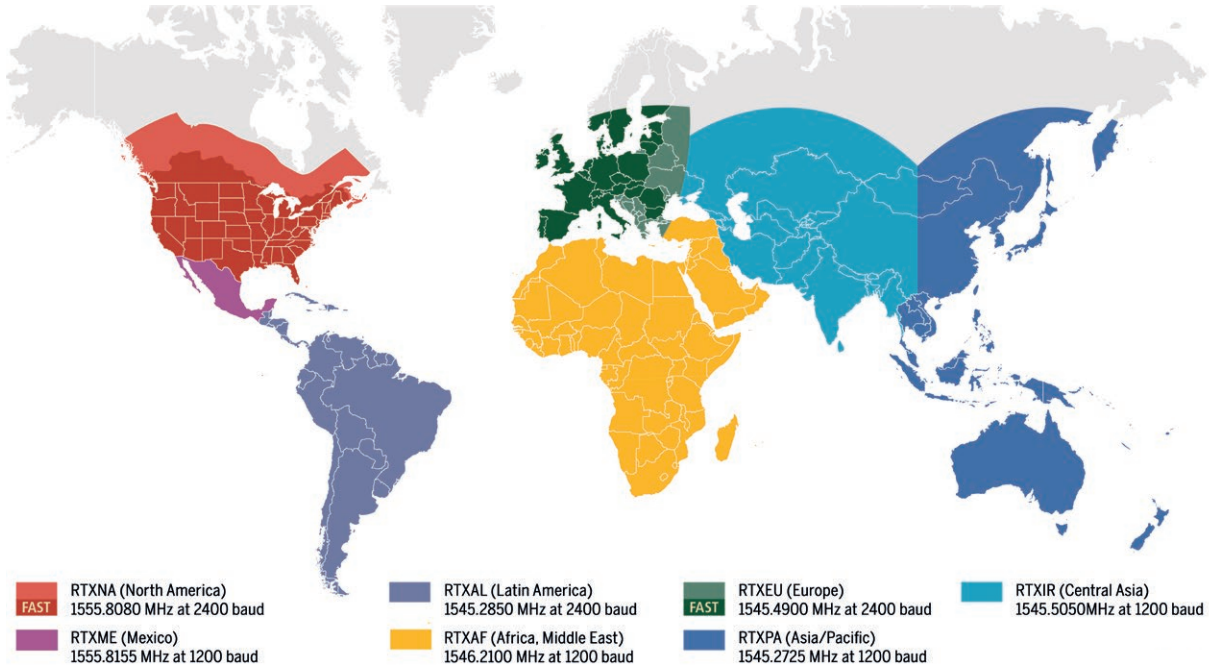 RTXNA (North America)
FAST 1555.8080 MHz at 2400 baud
RTXME (Mexico)
1555.8155 MHz at 1200 baud
RTXAL (Latin America)
1545.2850 MHz at 2400 baud
RTXAF (Africa, Middle East)
1546.2100 MHz at 1200 baud
RTXEU (Europe)
FAST 1545.4900 MHz at 2400 baud
RTXPA (Asia/Pacific)
1545.2725 MHz at 1200 baud
RTXIR (Central Asia)
1545.5050MHz at 1200 baud